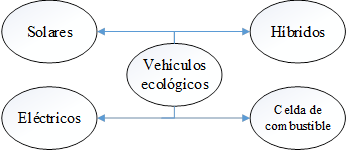 Solares
Híbridos
Vehículos
ecológicos
Eléctricos
Celda de
combustible